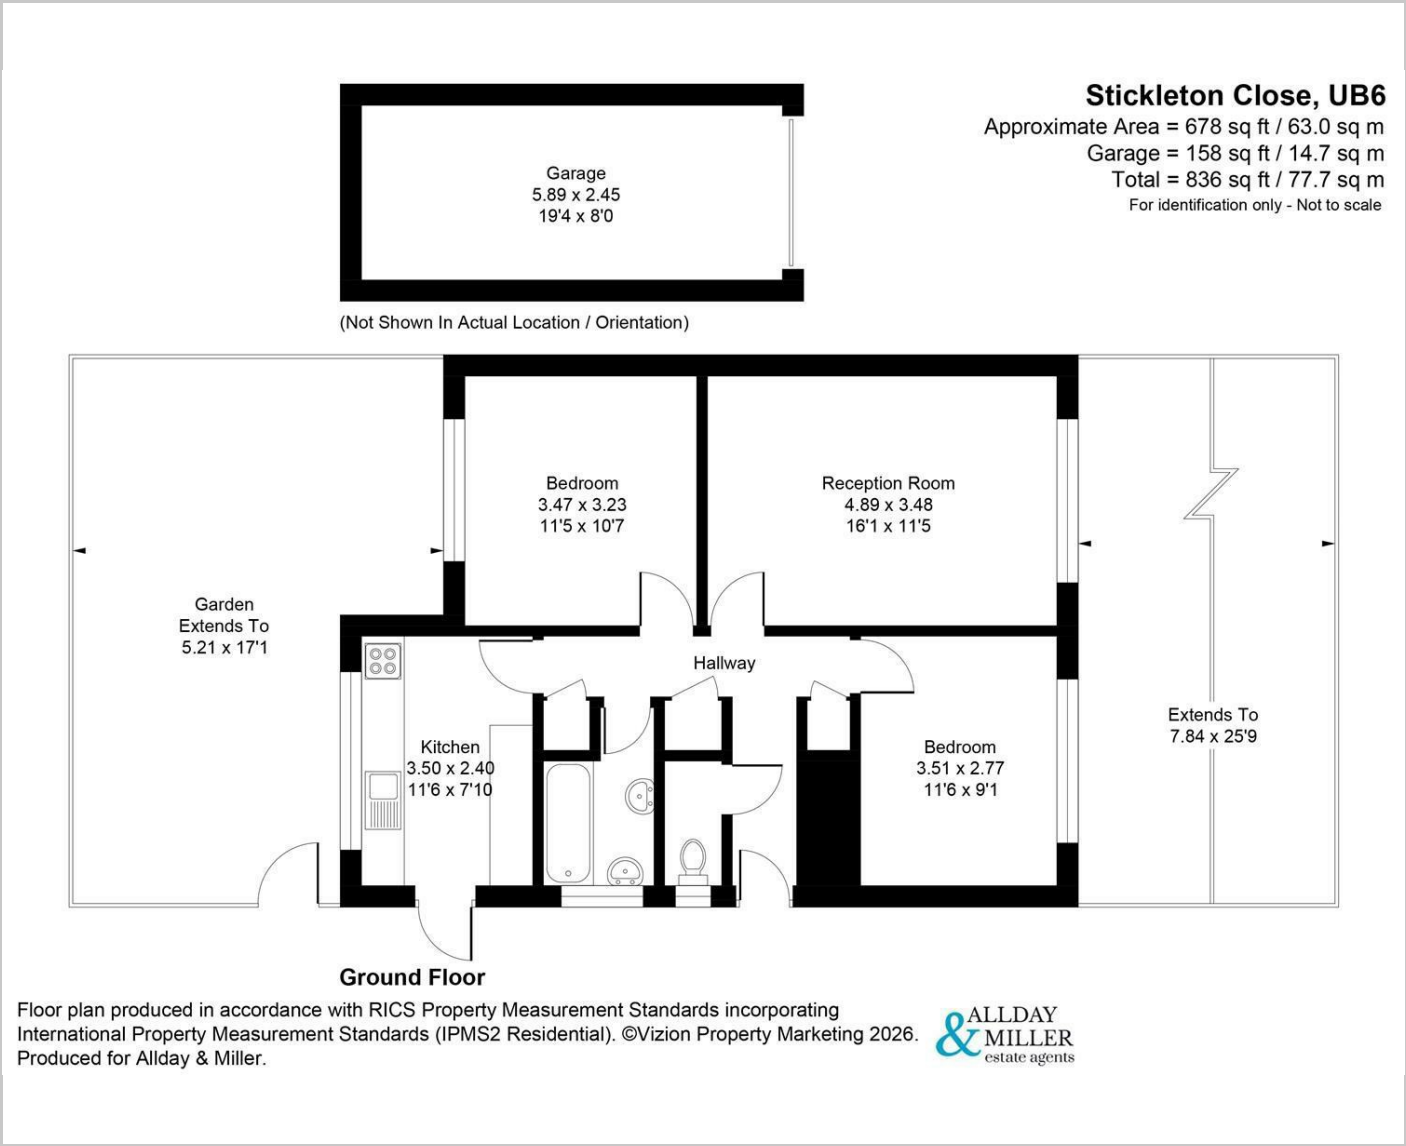 Stickleton Close, UB6
Approximate Area = 678 sq ft / 63.0 sq m
Garage = 158 sq ft / 14.7 sq m
Total = 836 sq ft / 77.7 sq m
For identification only - Not to scale
Garage
5.89 x 2.45
19'4 x 8'0
(Not Shown In Actual Location / Orientation)
Bedroom
3.47 x 3.23
11'5 x 10'7
Reception Room
4.89 x 3.48
16'1 x 11'5
Garden
Extends To
5.21 x 17'1
Hallway
Kitchen
3.50 x 2.40
11'6 x 7'10
Bedroom
3.51 x 2.77
11'6 x 9'1
Extends To
7.84 x 25'9
Ground Floor
Floor plan produced in accordance with RICS Property Measurement Standards incorporating
International Property Measurement Standards (IPMS2 Residential). ©Vizion Property Marketing 2026.
Produced for Allday & Miller.
ALLDAY
& MILLER
estate agents